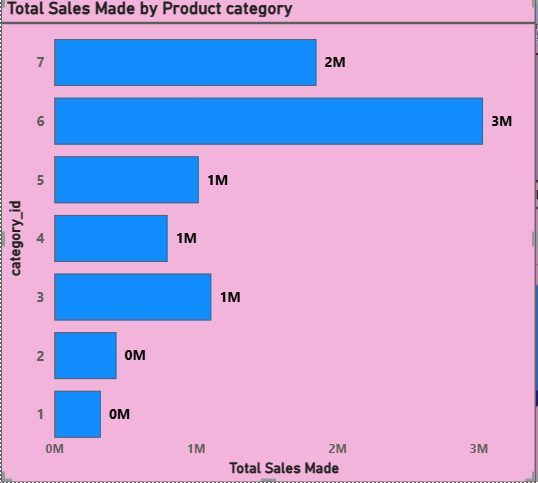 Total Sales Made by Product category
7 2M
6 3M
5 1M
4 1M
3 1M
2 0M
1 0M
category_id
0M 1M 2M 3M
Total Sales Made